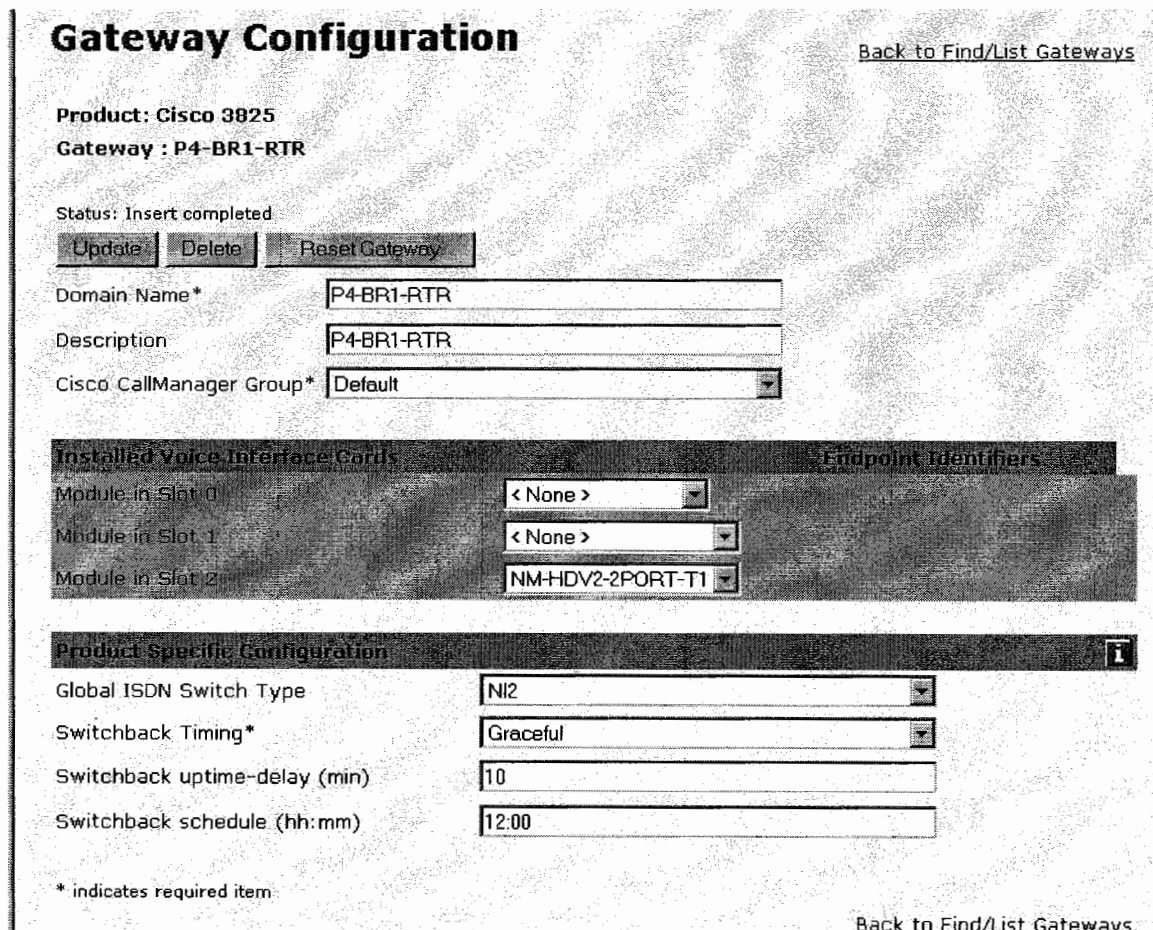 Gateway Configuration
Back to Find/List Gateways
Product: Cisco 3825
Gateway : P4-BR1-RTR
Status: Insert completed
Update Delete Reset Gateway
Domain Name* P4-BR1-RTR
Description P4-BR1-RTR
Cisco CallManager Group* Default
Installed Voice Interface Cards Endpoint Identifiers
Module in Slot 0 < None >
Module in Slot 1 < None >
Module in Slot 2 NM-HDV2-2PORT-T1
Product Specific Configuration i
Global ISDN Switch Type NI2
Switchback Timing* Graceful
Switchback uptime-delay (min) 10
Switchback schedule (hh:mm) 12:00
* indicates required item
Back to Find/List Gateways